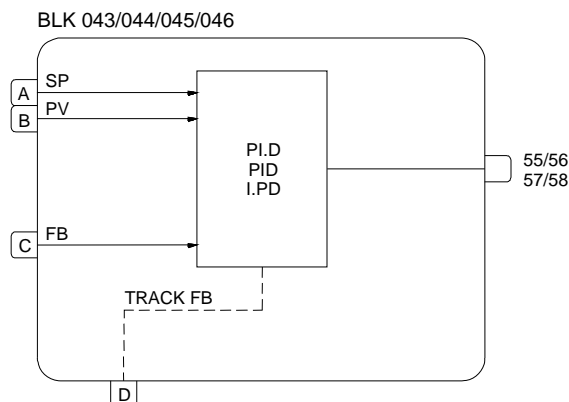 BLK 043/044/045/046
A
SP
B
PV
PI.D
PID
I.PD
55/56
57/58
C
FB
TRACK FB
D